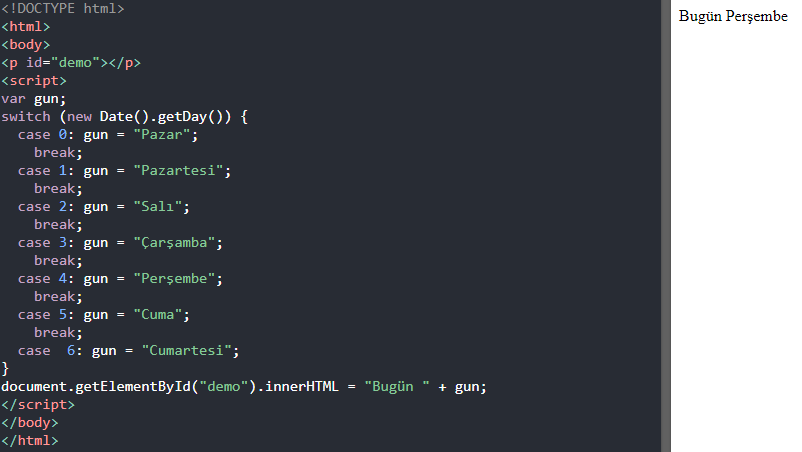 <!DOCTYPE html>
<html>
<body>
<p id="demo"></p>
<script>
var gun;
switch (new Date().getDay()) {
  case 0: gun = "Pazar";
    break;
  case 1: gun = "Pazartesi";
    break;
  case 2: gun = "Salı";
    break;
  case 3: gun = "Çarşamba";
    break;
  case 4: gun = "Perşembe";
    break;
  case 5: gun = "Cuma";
    break;
  case  6: gun = "Cumartesi";
}
document.getElementById("demo").innerHTML = "Bugün " + gun;
</script>
</body>
</html>
Bugün Perşembe